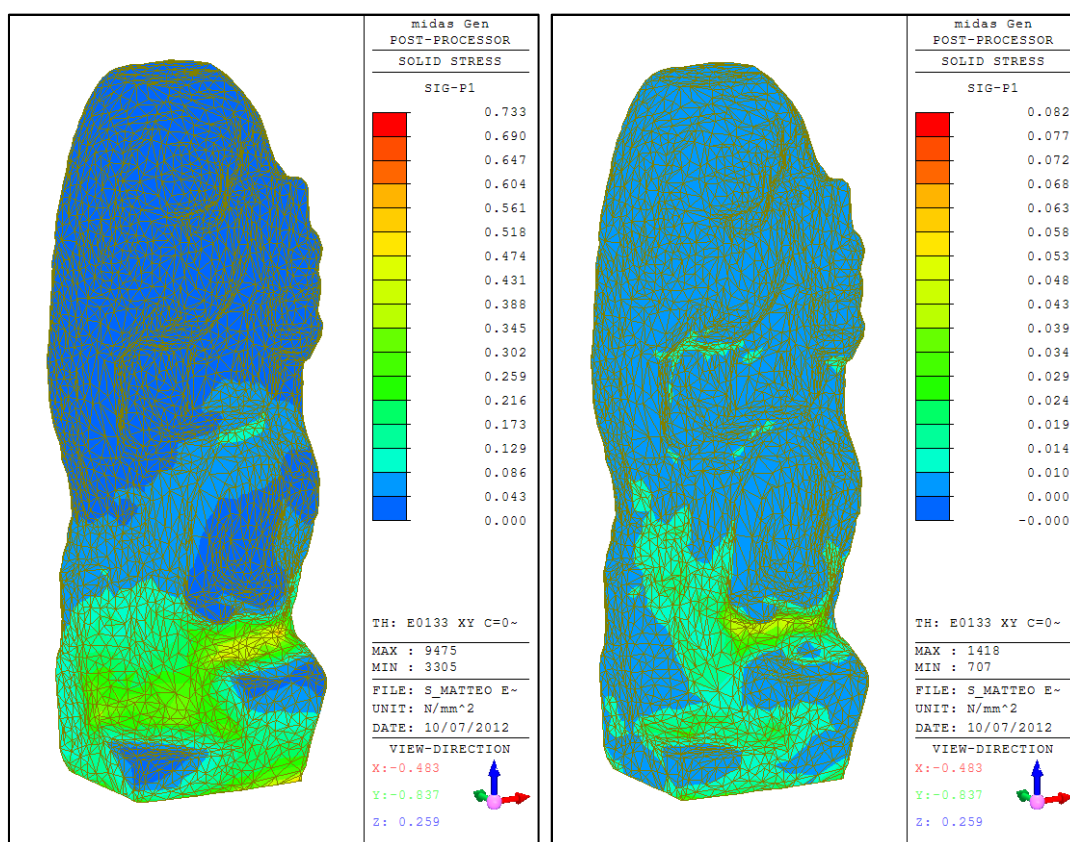 midas Gen
POST-PROCESSOR
SOLID STRESS
SIG-P1
0.733
0.690
0.647
0.604
0.561
0.518
0.474
0.431
0.388
0.345
0.302
0.259
0.216
0.173
0.129
0.086
0.043
0.000
TH: E0133 XY C=0~
MAX : 9475
MIN : 3305
FILE: S_MATTEO E~
UNIT: N/mm^2
DATE: 10/07/2012
VIEW-DIRECTION
X:-0.483
Y:-0.837
Z: 0.259
midas Gen
POST-PROCESSOR
SOLID STRESS
SIG-P1
0.082
0.077
0.072
0.068
0.063
0.058
0.053
0.048
0.043
0.039
0.034
0.029
0.024
0.019
0.014
0.010
0.000
-0.000
TH: E0133 XY C=0~
MAX : 1418
MIN : 707
FILE: S_MATTEO E~
UNIT: N/mm^2
DATE: 10/07/2012
VIEW-DIRECTION
X:-0.483
Y:-0.837
Z: 0.259